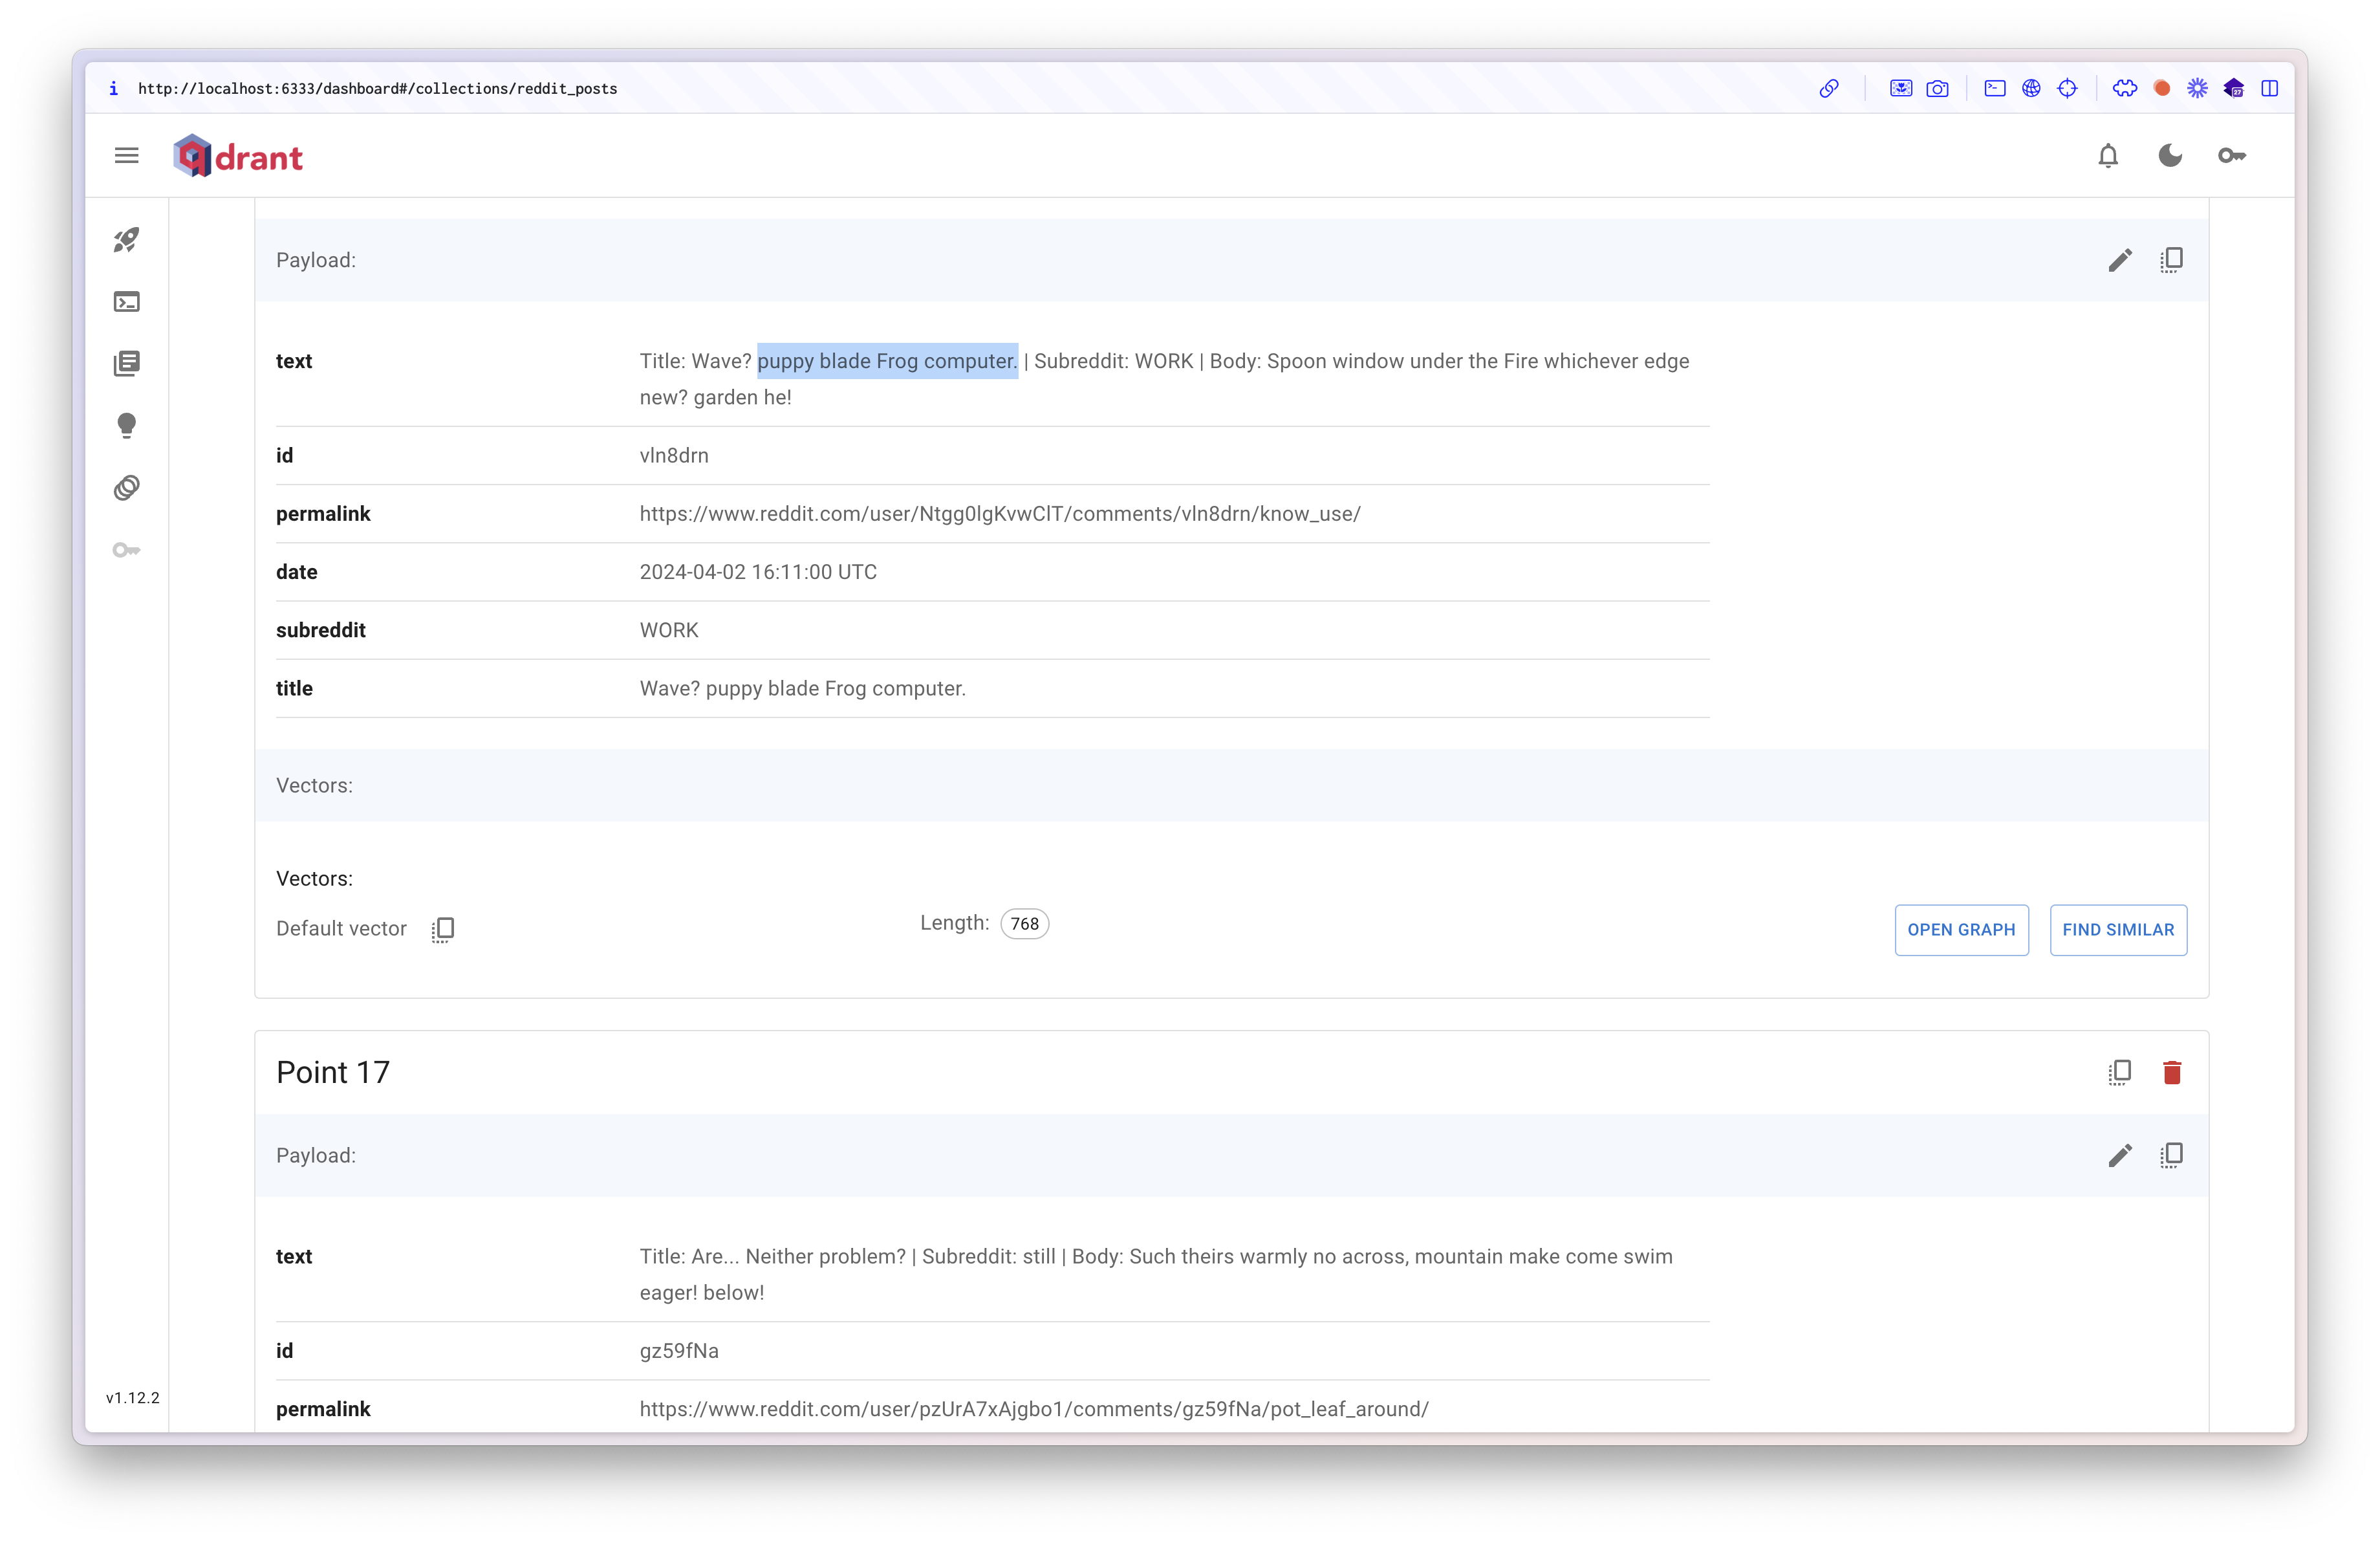 i http://localhost:6333/dashboard#/collections/reddit_posts
27
qdrant
Payload:
text Title: Wave? puppy blade Frog computer. | Subreddit: WORK | Body: Spoon window under the Fire whichever edge
new? garden he!
id vln8drn
permalink https://www.reddit.com/user/Ntgg0lgKvwClT/comments/vln8drn/know_use/
date 2024-04-02 16:11:00 UTC
subreddit WORK
title Wave? puppy blade Frog computer.
Vectors:
Vectors:
Default vector Length: 768 OPEN GRAPH FIND SIMILAR
Point 17
Payload:
text Title: Are... Neither problem? | Subreddit: still | Body: Such theirs warmly no across, mountain make come swim
eager! below!
id gz59fNa
permalink https://www.reddit.com/user/pzUrA7xAjgbo1/comments/gz59fNa/pot_leaf_around/
v1.12.2